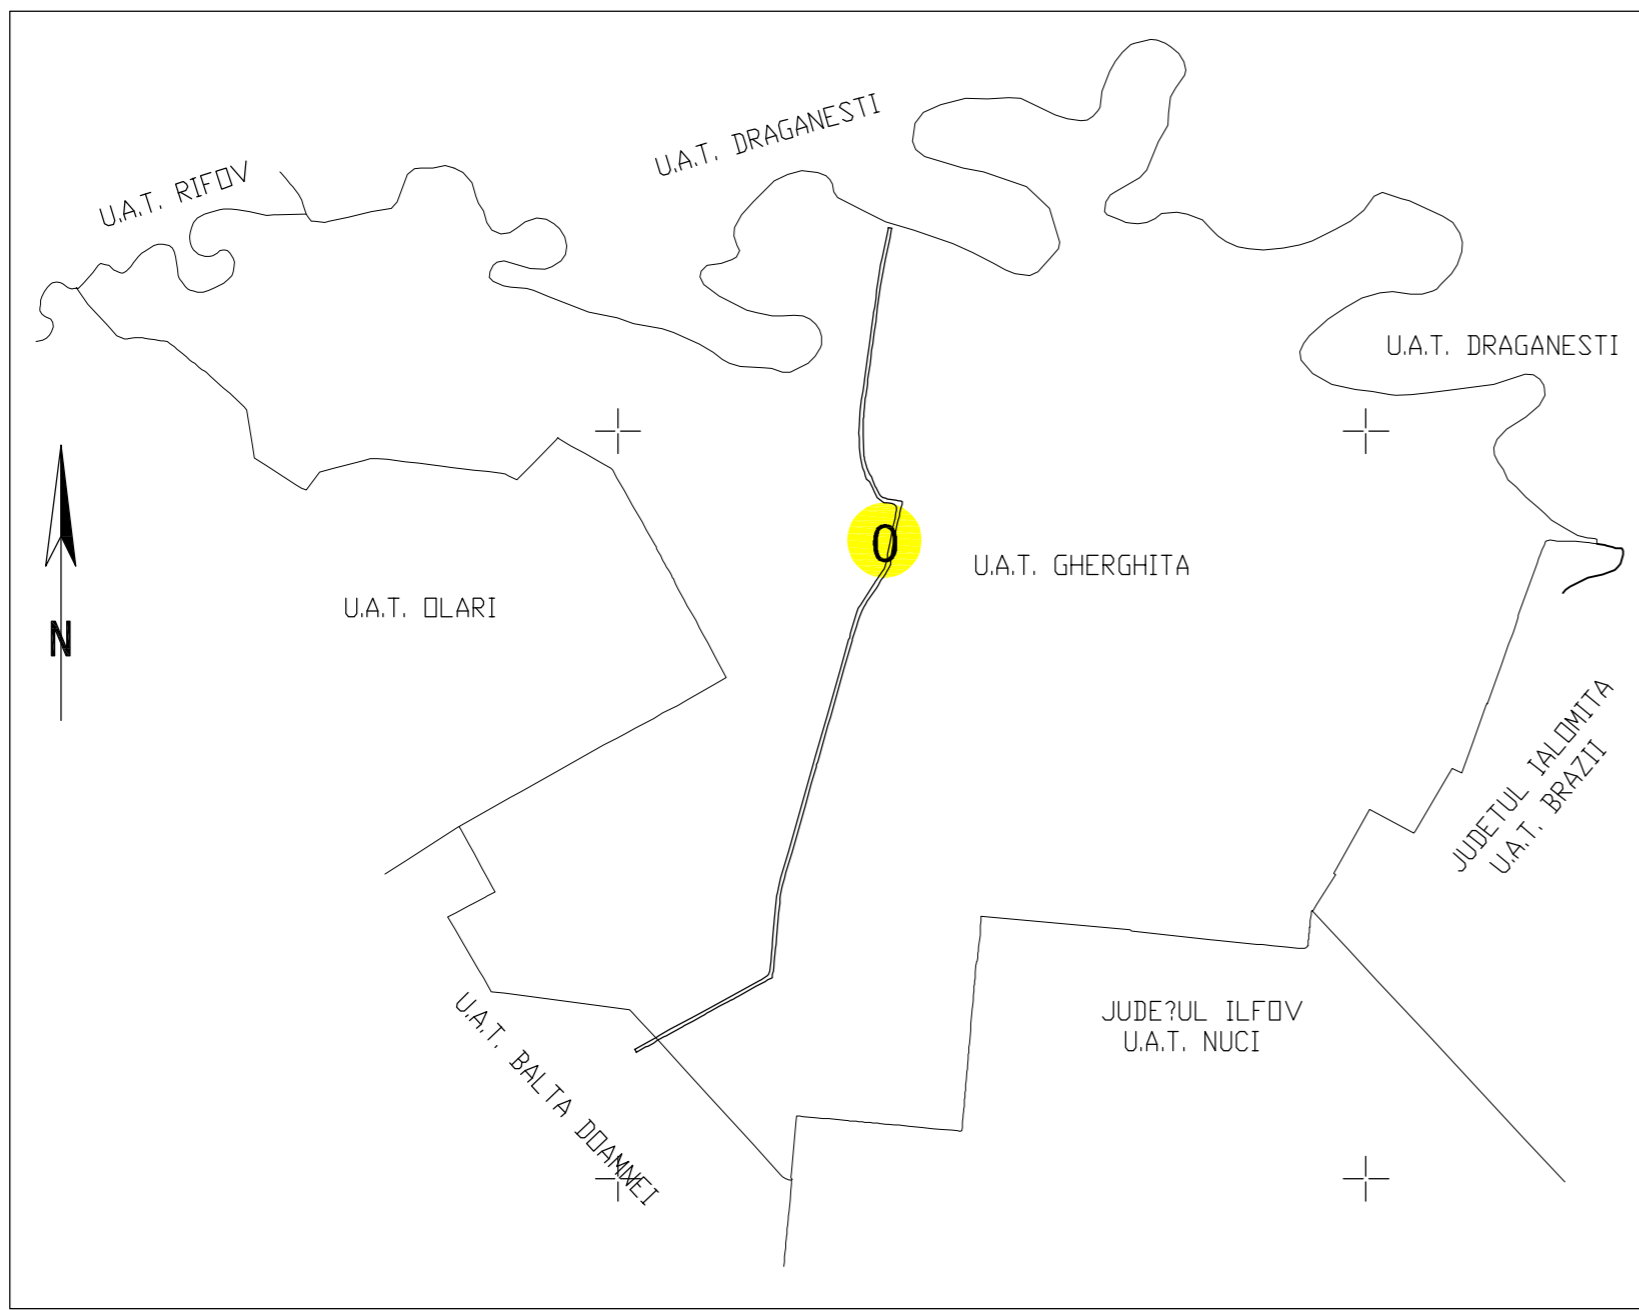 U.A.T. DRAGANESTI
U.A.T. RIFOV
U.A.T. DRAGANESTI
0
U.A.T. GHERGHITA
U.A.T. OLARI
N
JUDETUL IALOMITA
U.A.T. BRAZII
JUDE?UL ILFOV
U.A.T. NUCI
U.A.T. BALTA DOAMNEI